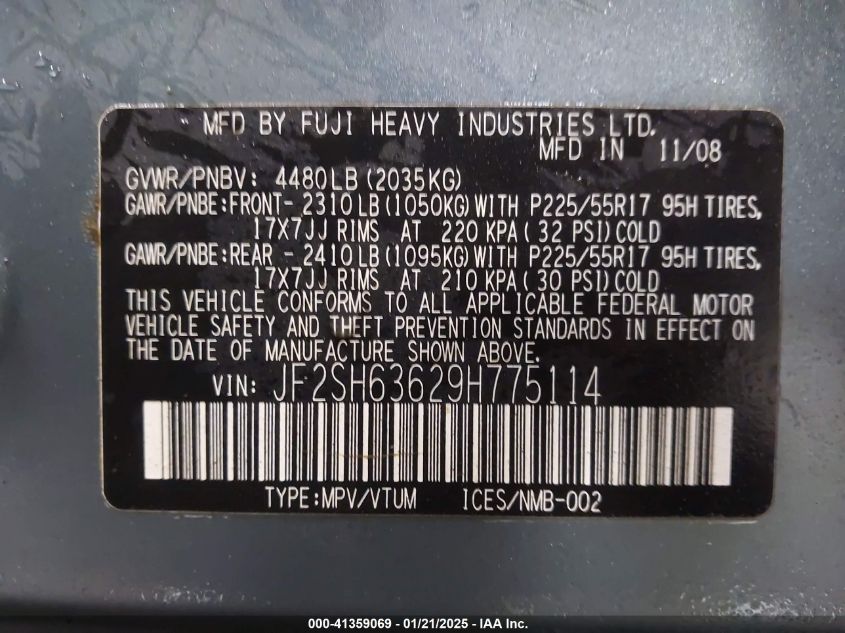 MFD BY FUJI HEAVY INDUSTRIES LTD.
MFD IN 11/08
GVWR/PNBV: 4480LB(2035KG)
GAWR/PNBE:FRONT- 2310LB(1050KG)WITH P225/55R17 95H TIRES,
17X7JJ RIMS AT 220 KPA( 32 PSI)COLD
GAWR/PNBE:REAR - 2410LB(1095KG)WITH P225/55R17 95H TIRES,
17X7JJ RIMS AT 210 KPA( 30 PSI)COLD
THIS VEHICLE CONFORMS TO ALL APPLICABLE FEDERAL MOTOR
VEHICLE SAFETY AND THEFT PREVENTION STANDARDS IN EFFECT ON
THE DATE OF MANUFACTURE SHOWN ABOVE.
VIN: JF2SH63629H775114
TYPE:MPV/VTUM ICES/NMB-002
000-41359069 - 01/21/2025 - IAA Inc.